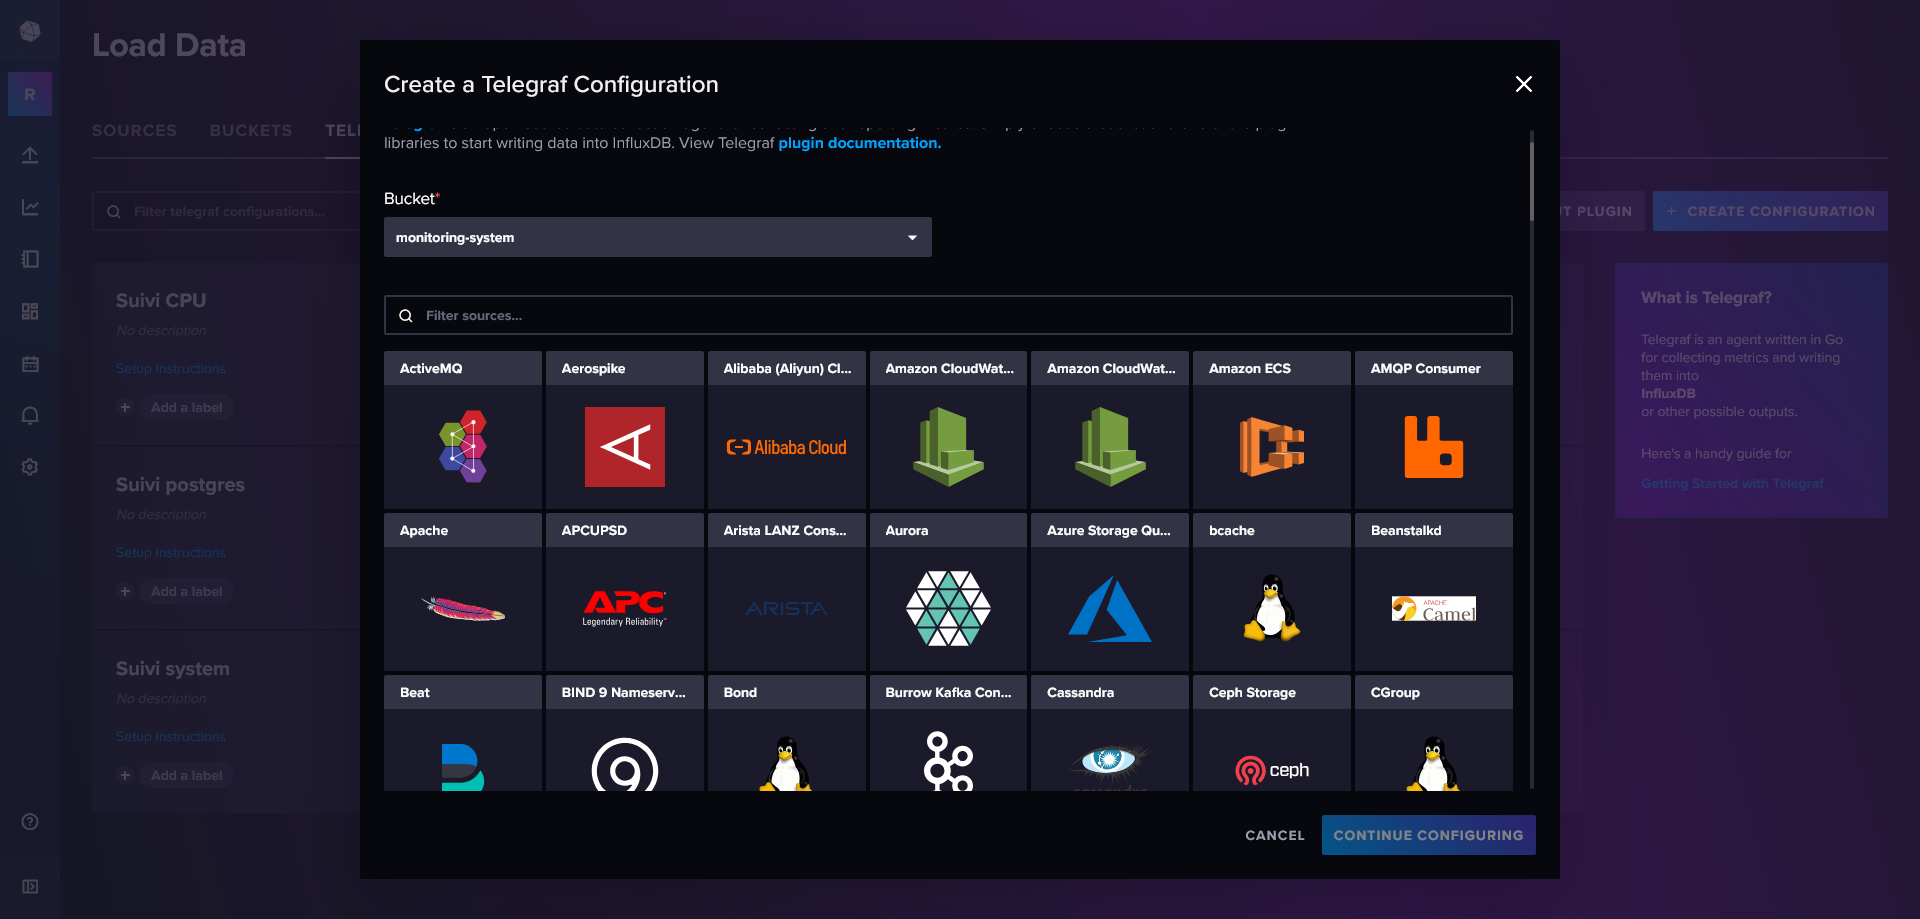 Load Data
R
SOURCES
BUCKETS
TEL
Filter telegraf configurations...
UT PLUGIN
+ CREATE CONFIGURATION
Suivi CPU
No description
Setup Instructions
+ Add a label
Suivi postgres
No description
Setup Instructions
+ Add a label
Suivi system
No description
Setup Instructions
+ Add a label
What is Telegraf?
Telegraf is an agent written in Go
for collecting metrics and writing
them into
InfluxDB
or other possible outputs.
Here's a handy guide for
Getting Started with Telegraf
Create a Telegraf Configuration
libraries to start writing data into InfluxDB. View Telegraf plugin documentation.
Bucket*
monitoring-system
Filter sources...
ActiveMQ
Aerospike
Alibaba (Aliyun) Cl...
Amazon CloudWat...
Amazon CloudWat...
Amazon ECS
AMQP Consumer
Alibaba Cloud
Apache
APCUPSD
Arista LANZ Cons...
Aurora
Azure Storage Qu...
bcache
Beanstalkd
APC
Legendary Reliability™
ARISTA
APACHE
Camel
Beat
BIND 9 Nameserv...
Bond
Burrow Kafka Con...
Cassandra
Ceph Storage
CGroup
9
ceph
CANCEL
CONTINUE CONFIGURING